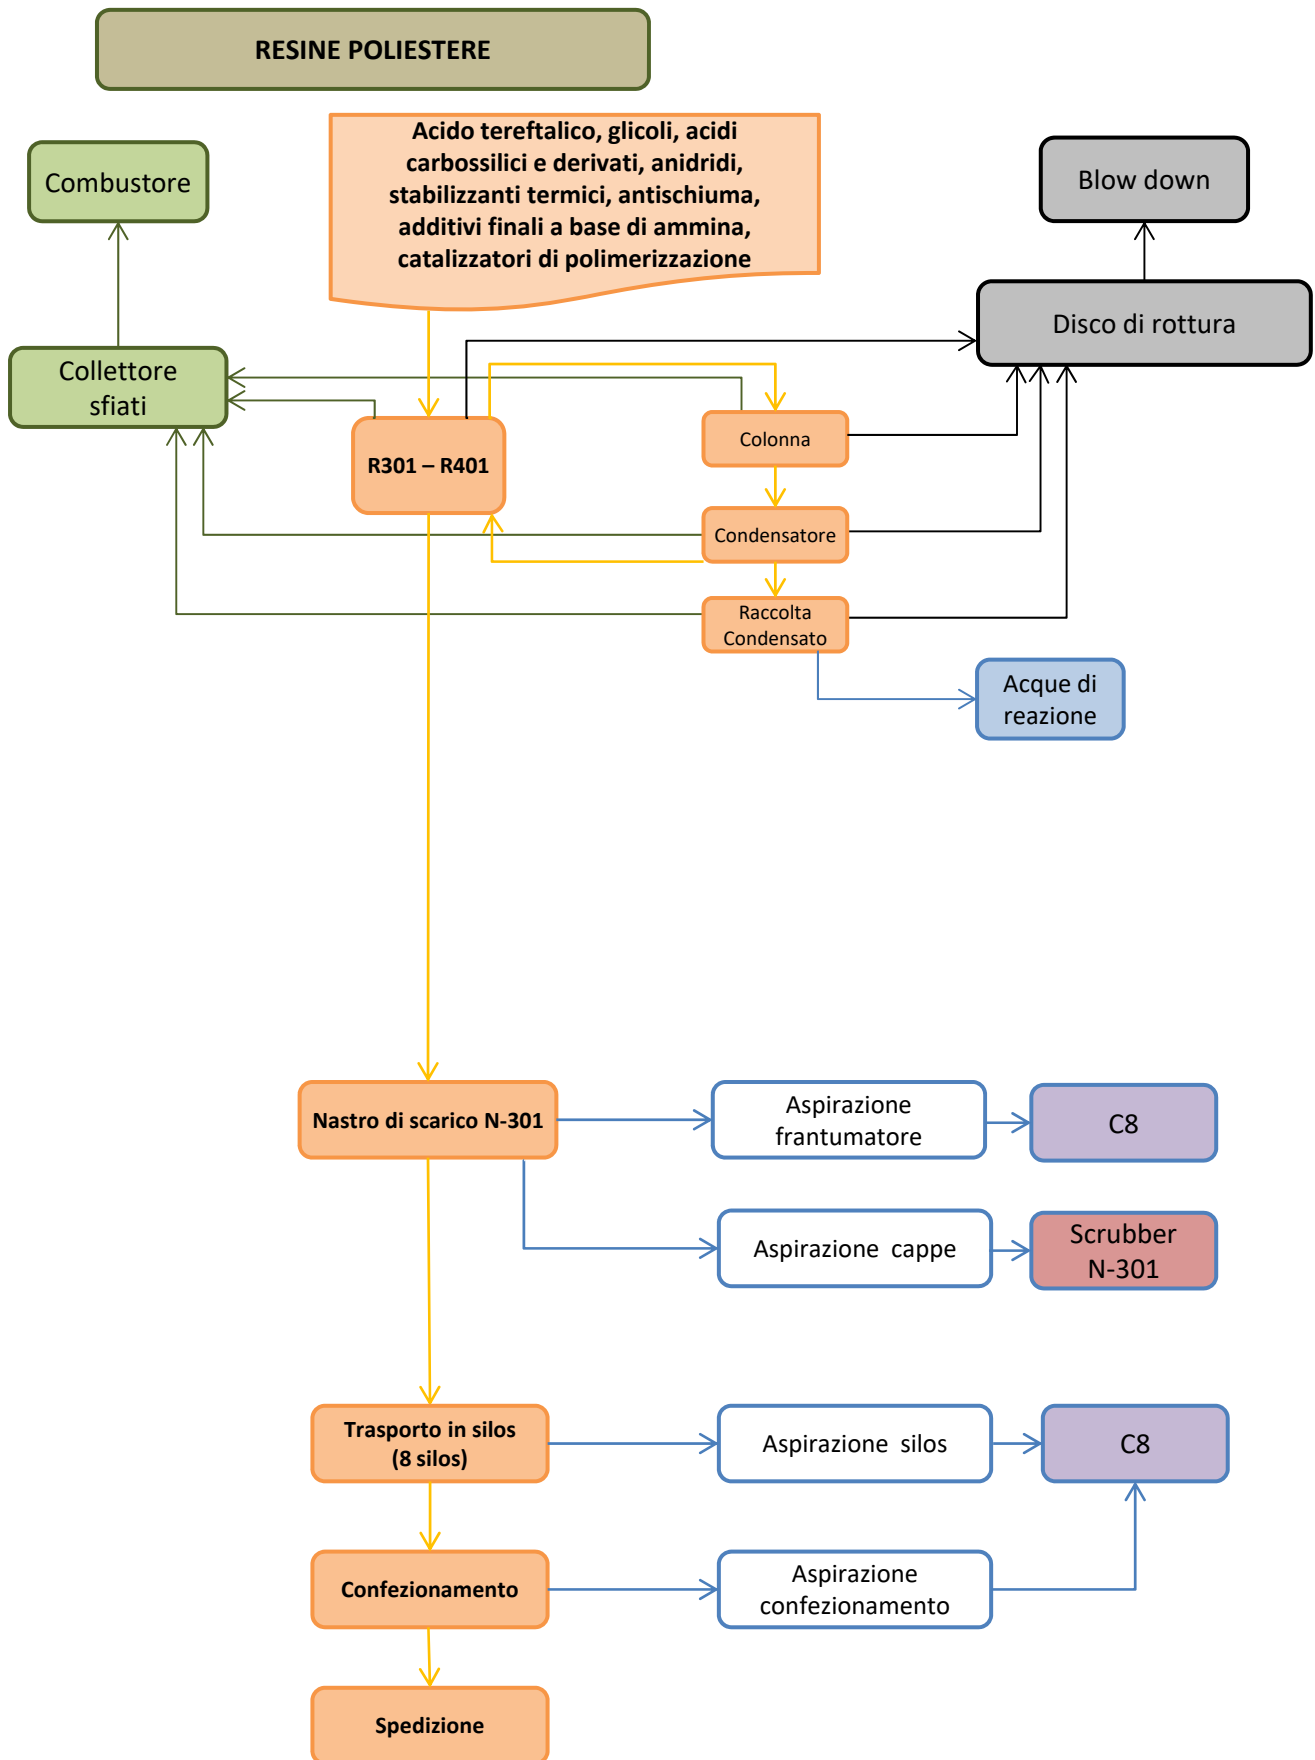 RESINE POLIESTERE
Acido tereftalico, glicoli, acidi
carbossilici e derivati, anidridi,
stabilizzanti termici, antischiuma,
additivi finali a base di ammina,
catalizzatori di polimerizzazione
Combustore
Blow down
Disco di rottura
Collettore
sfiati
R301 – R401
Colonna
Condensatore
Raccolta
Condensato
Acque di
reazione
Nastro di scarico N-301
Aspirazione
frantumatore
C8
Aspirazione cappe
Scrubber
N-301
Trasporto in silos
(8 silos)
Aspirazione silos
C8
Confezionamento
Aspirazione
confezionamento
Spedizione